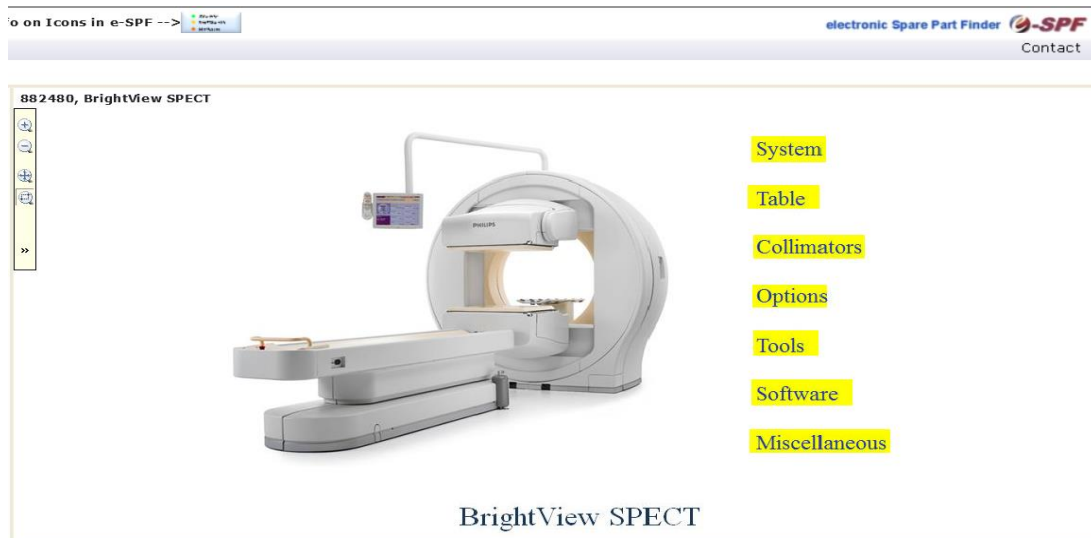 fo on Icons in e-SPF -->
electronic Spare Part Finder e-SPF
Contact
882480, BrightView SPECT
System
Table
Collimators
Options
Tools
Software
Miscellaneous
»
PHILIPS
BrightView SPECT